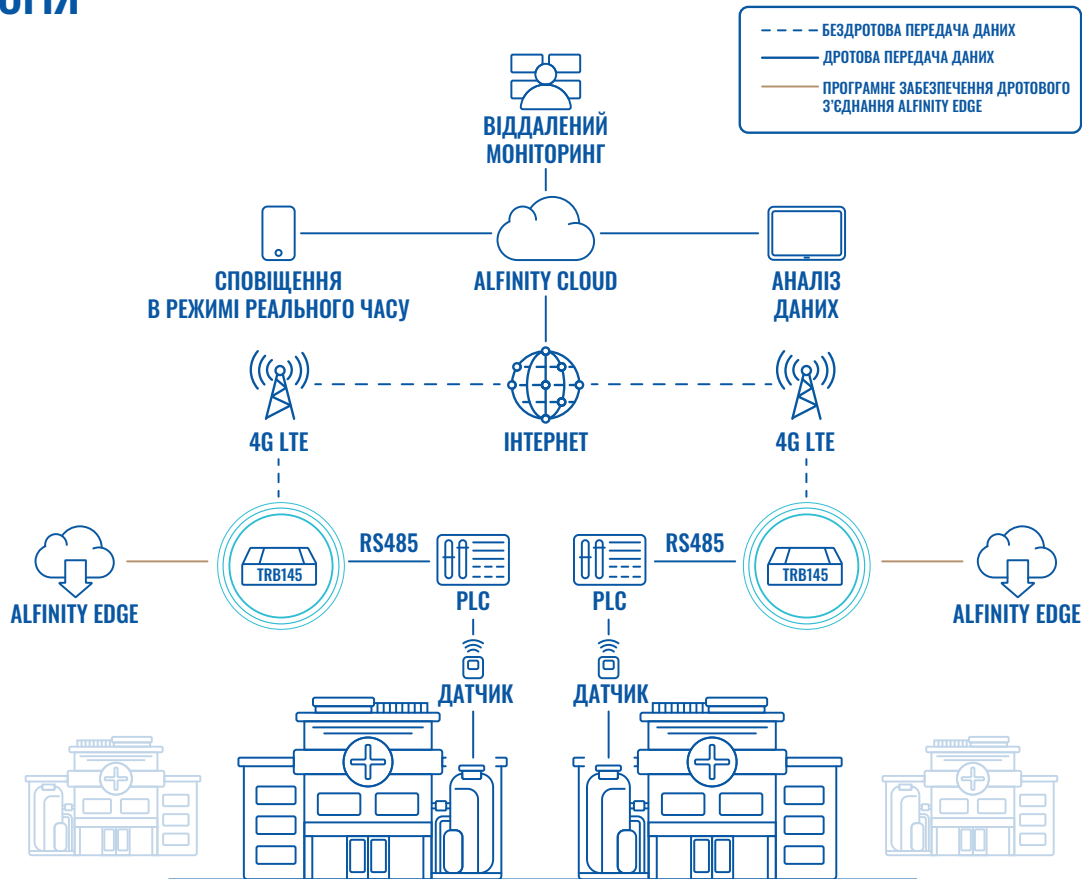 БЕЗДРОТОВА ПЕРЕДАЧА ДАНИХ
ДРОТОВА ПЕРЕДАЧА ДАНИХ
ПРОГРАМНЕ ЗАБЕЗПЕЧЕННЯ ДРОТОВОГО
З'ЄДНАННЯ ALFINITY EDGE
ВІДДАЛЕНИЙ
МОНІТОРИНГ
СПОВІЩЕННЯ
В РЕЖИМІ РЕАЛЬНОГО ЧАСУ
ALFINITY CLOUD
АНАЛІЗ
ДАНИХ
4G LTE
ІНТЕРНЕТ
4G LTE
ALFINITY EDGE
TRB145
RS485
PLC
PLC
RS485
TRB145
ALFINITY EDGE
ДАТЧИК
ДАТЧИК